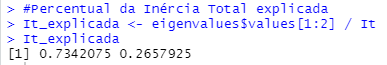 > #Percentual da Inércia Total explicada
> It_explicada <- eigenvalues$values[1:2] / It
> It_explicada
[1] 0.7342075 0.2657925